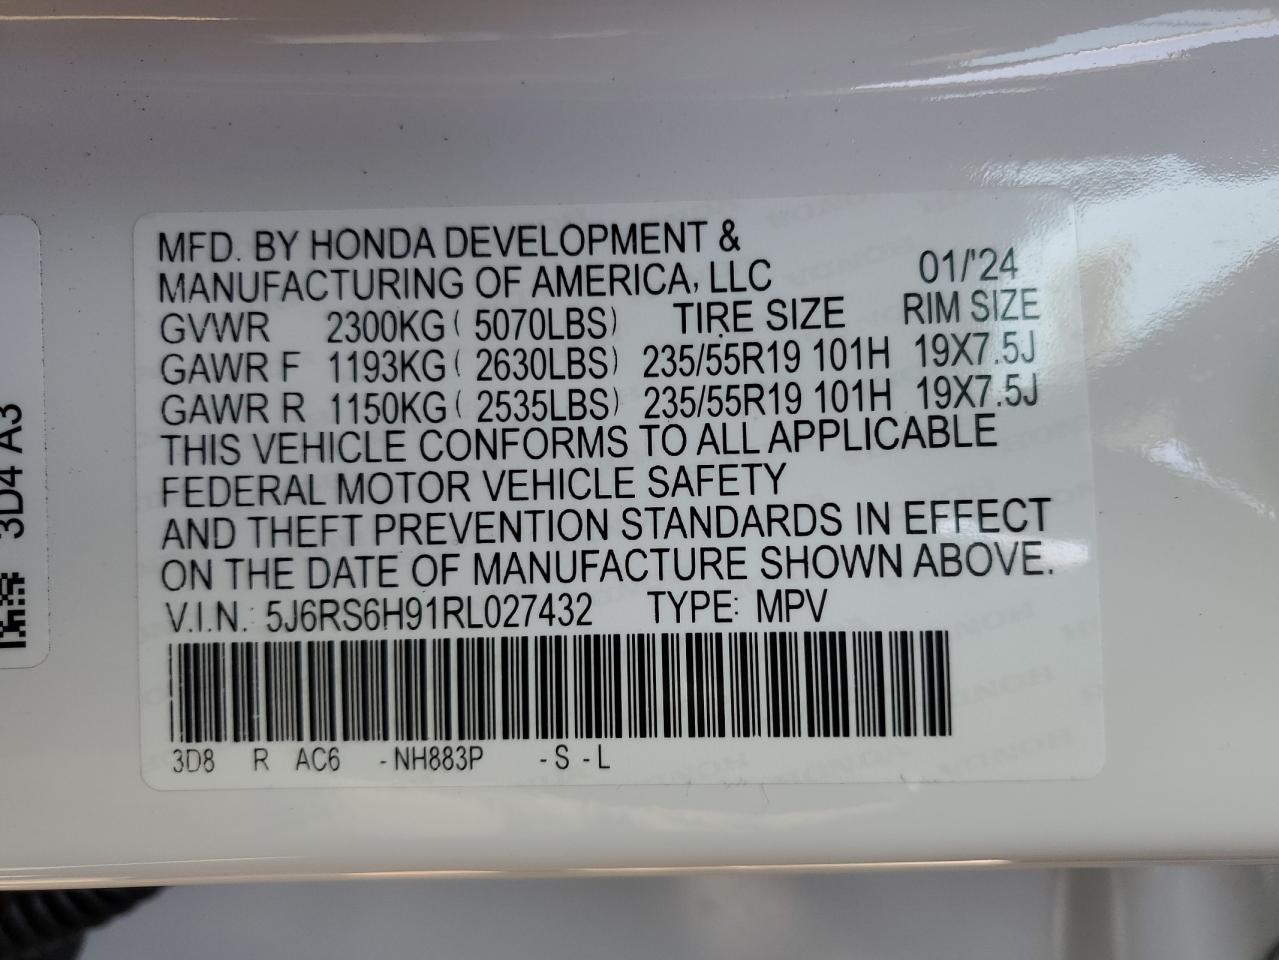 MFD. BY HONDA DEVELOPMENT &
MANUFACTURING OF AMERICA, LLC 01/'24
GVWR 2300KG ( 5070LBS) TIRE SIZE RIM SIZE
GAWR F 1193KG ( 2630LBS) 235/55R19 101H 19X7.5J
GAWR R 1150KG ( 2535LBS) 235/55R19 101H 19X7.5J
THIS VEHICLE CONFORMS TO ALL APPLICABLE
FEDERAL MOTOR VEHICLE SAFETY
AND THEFT PREVENTION STANDARDS IN EFFECT
ON THE DATE OF MANUFACTURE SHOWN ABOVE.
V.I.N.: 5J6RS6H91RL027432 TYPE: MPV
3D8 R AC6 -NH883P -S -L
3D4 A3